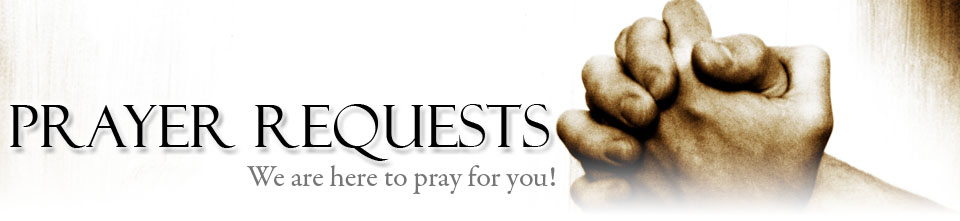 PRAYER REQUESTS
We are here to pray for you!